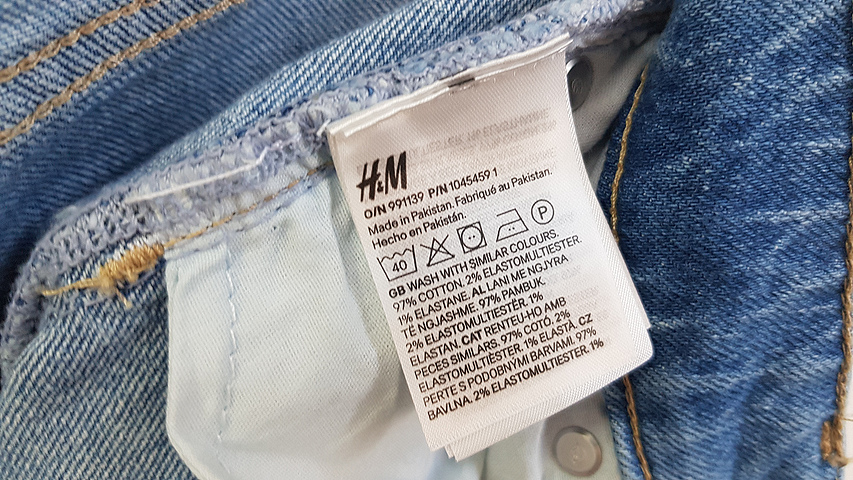 H&M
O/N 991139 P/N 1045459 1
Made in Pakistan. Fabriqué au Pakistan.
Hecho en Pakistán.
40 P
GB WASH WITH SIMILAR COLOURS.
97% COTTON. 2% ELASTOMULTIESTER.
1% ELASTANE. AL LANI ME NGJYRA
TË NGJASHME. 97% PAMBUK.
2% ELASTOMULTIESTËR. 1%
ELASTAN. CAT RENTEU-HO AMB
PECES SIMILARS. 97% COTÓ. 2%
ELASTOMULTIÈSTER. 1% ELASTÀ. CZ
PERTE S PODOBNÝMI BARVAMI. 97%
BAVLNA. 2% ELASTOMULTIESTER. 1%